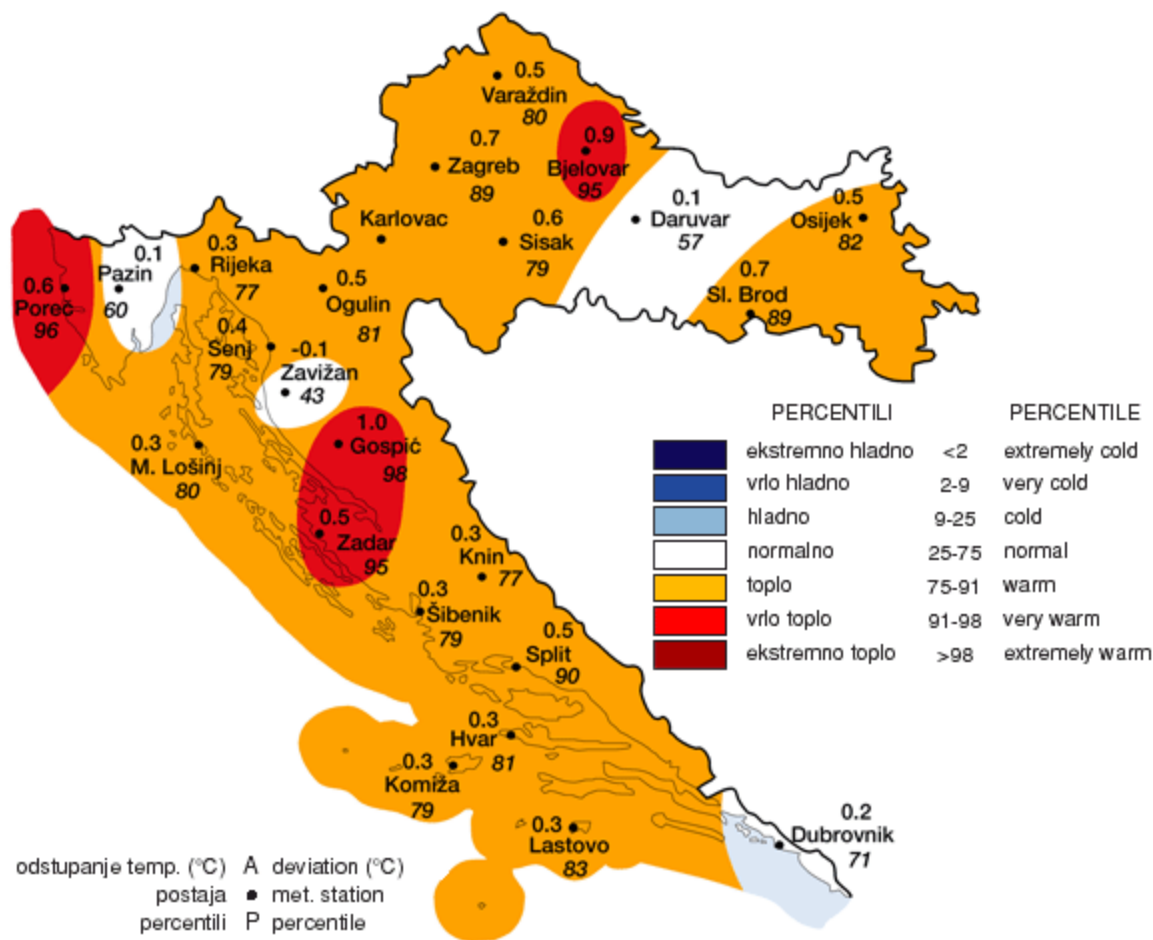 0.5
Varaždin
80
0.9
Bjelovar
95
0.7
Zagreb
89
0.1
Daruvar
57
0.5
Osijek
82
Karlovac
0.6
Sisak
79
0.7
Sl. Brod
89
0.6
Poreč
96
0.1
Pazin
60
0.3
Rijeka
77
0.5
Ogulin
81
0.4
Senj
79
-0.1
Zavižan
43
1.0
Gospić
98
0.3
M. Lošinj
80
0.5
Zadar
95
0.3
Knin
77
0.3
Šibenik
79
0.5
Split
90
0.3
Hvar
81
0.3
Komiža
79
0.3
Lastovo
83
0.2
Dubrovnik
71
PERCENTILI PERCENTILE
ekstremno hladno <2 extremely cold
vrlo hladno 2-9 very cold
hladno 9-25 cold
normalno 25-75 normal
toplo 75-91 warm
vrlo toplo 91-98 very warm
ekstremno toplo >98 extremely warm
odstupanje temp. (°C) A deviation (°C)
postaja met. station
percentili P percentile